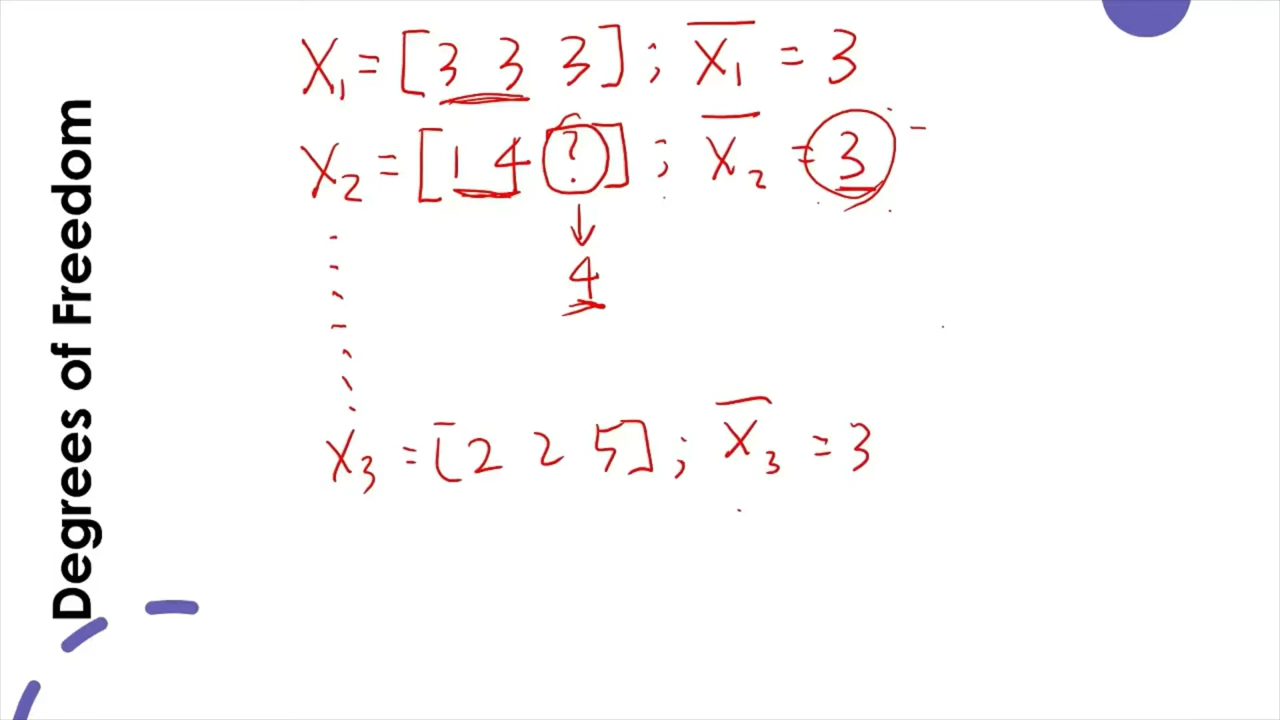 Degrees of Freedom
X₁ = [3 3 3] ; X̅₁ = 3
X₂ = [1 4 ?] ; X̅₂ = 3
↓
4
X₃ = [2 2 5] ; X̅₃ = 3